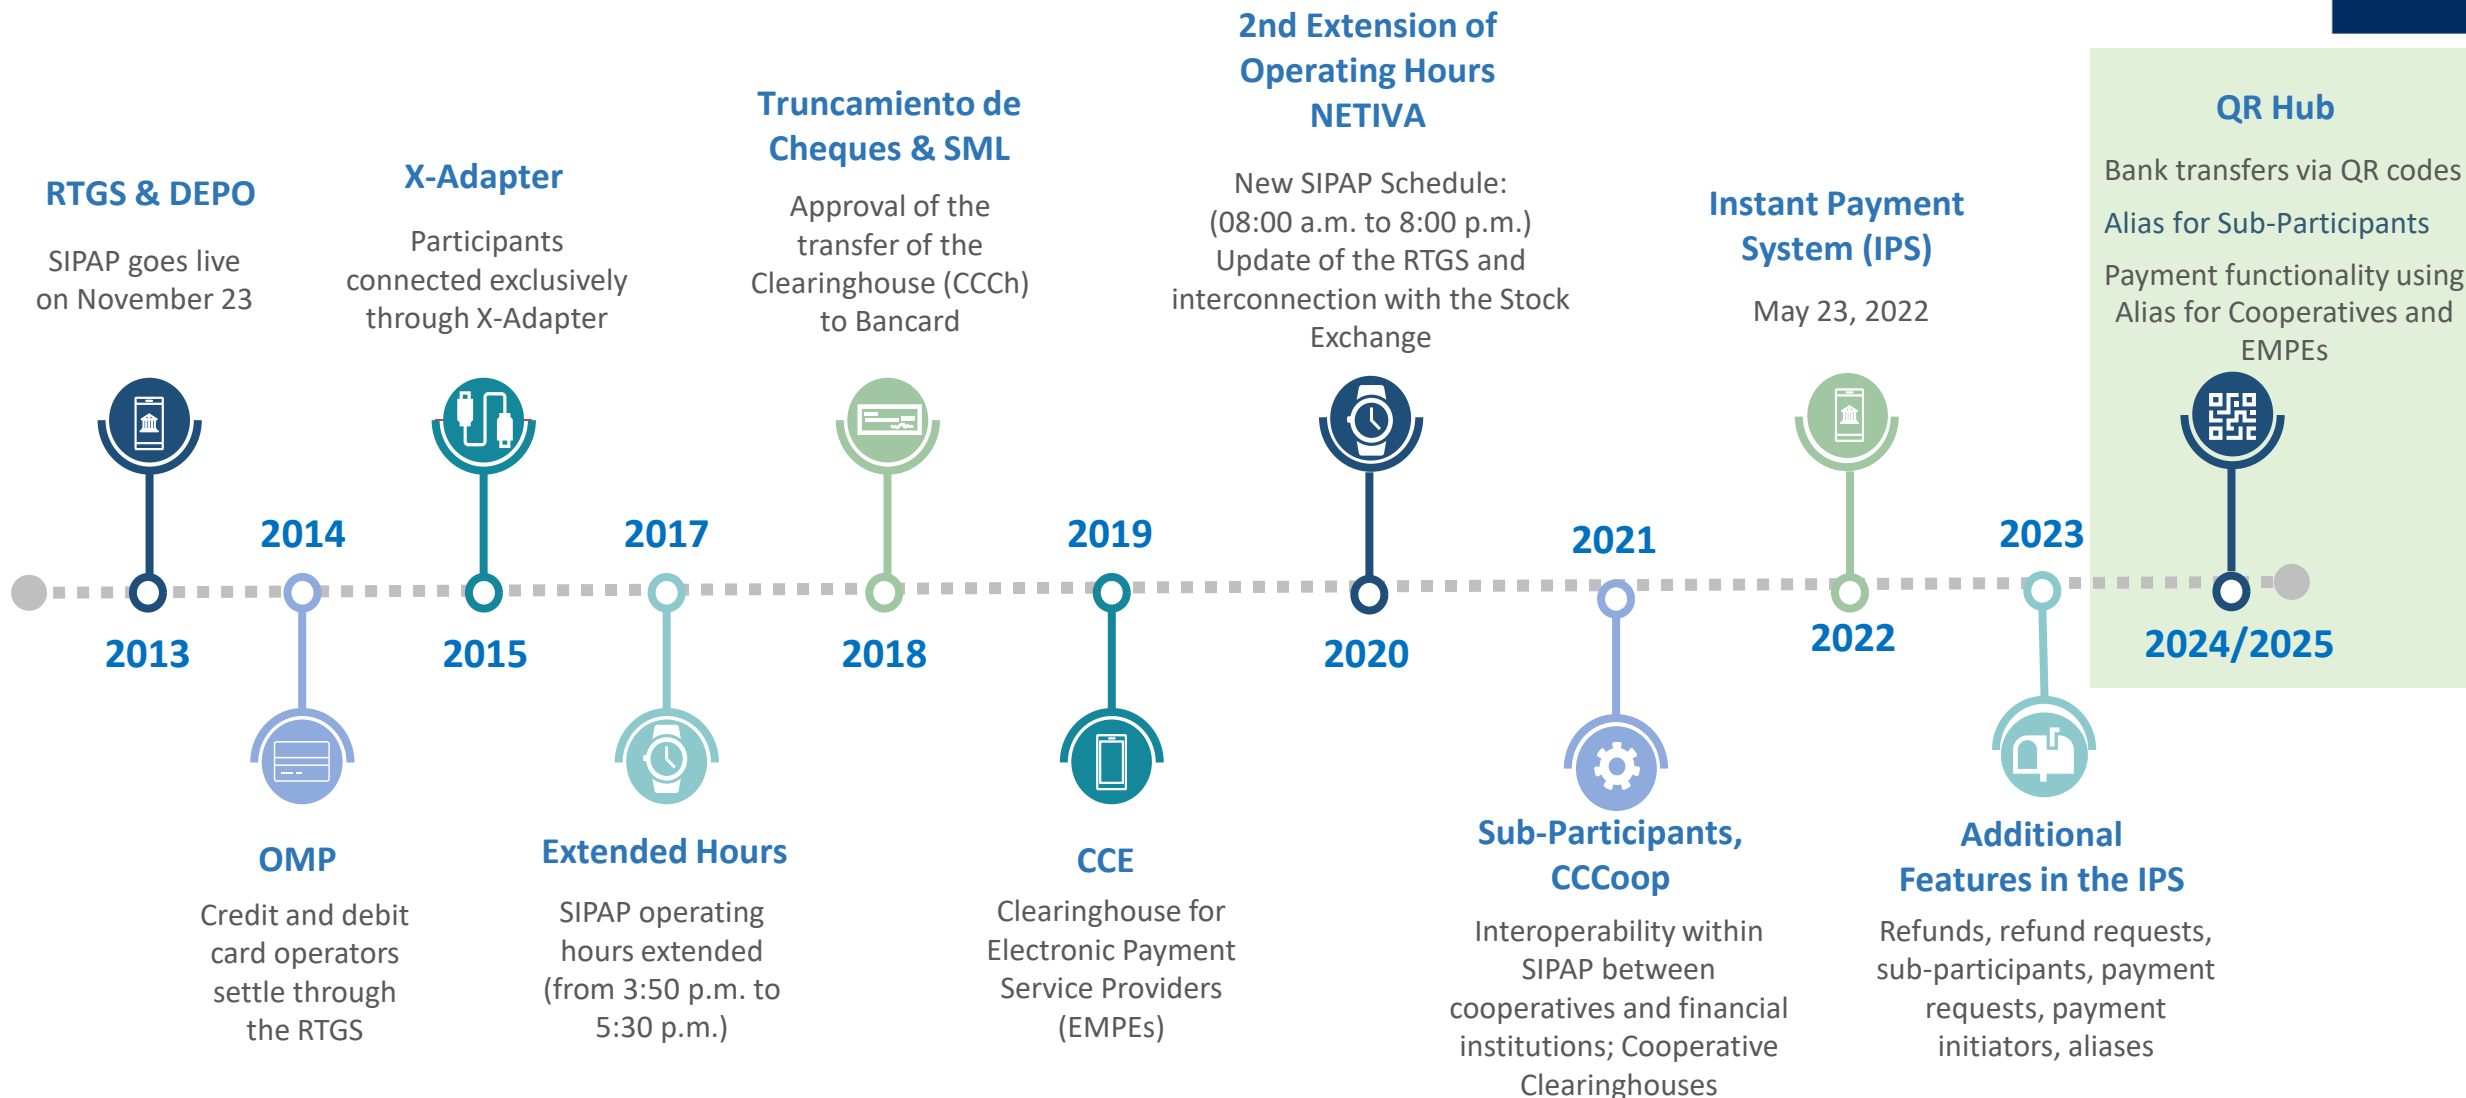 RTGS & DEPO
SIPAP goes live
on November 23
2013
2014
OMP
Credit and debit
card operators
settle through
the RTGS
X-Adapter
Participants
connected exclusively
through X-Adapter
2015
2017
Extended Hours
SIPAP operating
hours extended
(from 3:50 p.m. to
5:30 p.m.)
Truncamiento de
Cheques & SML
Approval of the
transfer of the
Clearinghouse (CCCh)
to Bancard
2018
2019
CCE
Clearinghouse for
Electronic Payment
Service Providers
(EMPEs)
2nd Extension of
Operating Hours
NETIVA
New SIPAP Schedule:
(08:00 a.m. to 8:00 p.m.)
Update of the RTGS and
interconnection with the Stock
Exchange
2020
2021
Sub-Participants,
CCCoop
Interoperability within
SIPAP between
cooperatives and financial
institutions; Cooperative
Clearinghouses
Instant Payment
System (IPS)
May 23, 2022
2022
2023
Additional
Features in the IPS
Refunds, refund requests,
sub-participants, payment
requests, payment
initiators, aliases
QR Hub
Bank transfers via QR codes
Alias for Sub-Participants
Payment functionality using
Alias for Cooperatives and
EMPEs
2024/2025